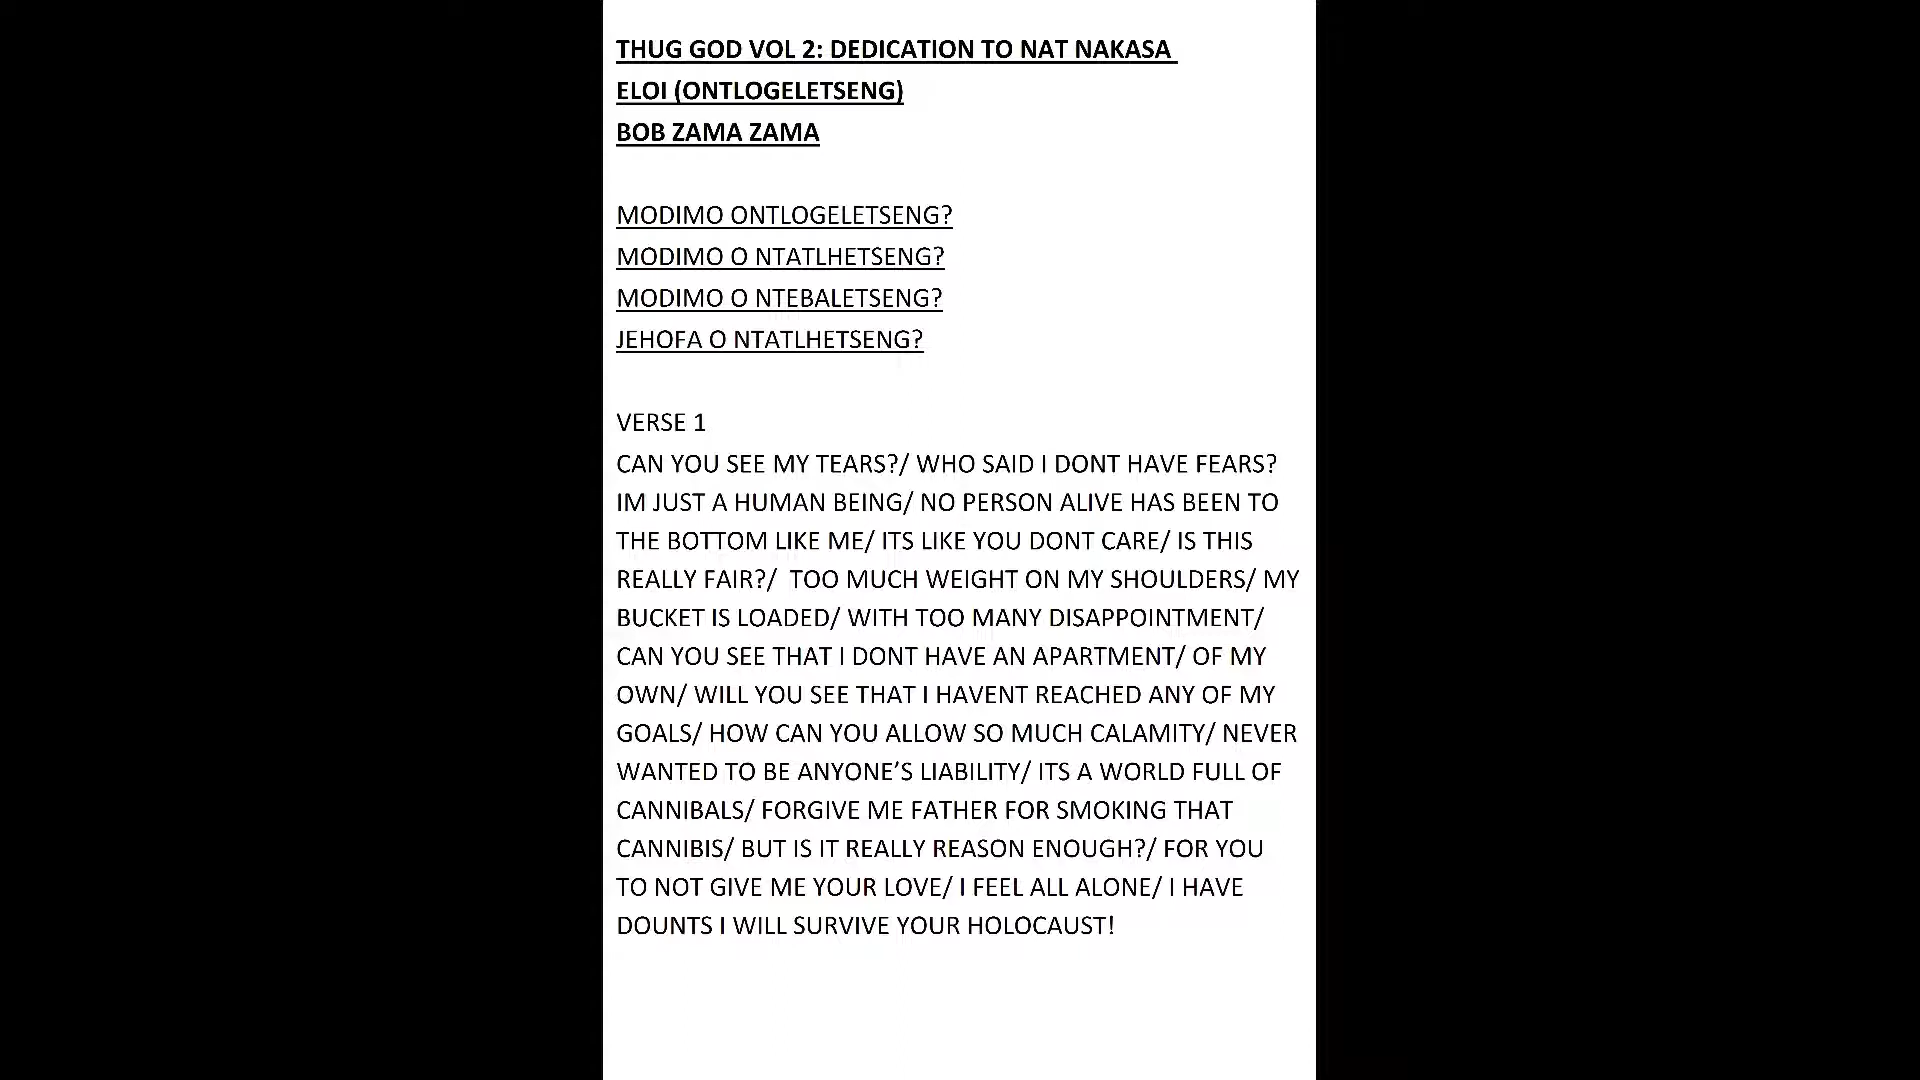 THUG GOD VOL 2: DEDICATION TO NAT NAKASA
ELOI (ONTLOGELETSENG)
BOB ZAMA ZAMA
MODIMO ONTLOGELETSENG?
MODIMO O NTATLHETSENG?
MODIMO O NTEBALETSENG?
JEHOFA O NTATLHETSENG?
VERSE 1
CAN YOU SEE MY TEARS?/ WHO SAID I DONT HAVE FEARS?
IM JUST A HUMAN BEING/ NO PERSON ALIVE HAS BEEN TO
THE BOTTOM LIKE ME/ ITS LIKE YOU DONT CARE/ IS THIS
REALLY FAIR?/  TOO MUCH WEIGHT ON MY SHOULDERS/ MY
BUCKET IS LOADED/ WITH TOO MANY DISAPPOINTMENT/
CAN YOU SEE THAT I DONT HAVE AN APARTMENT/ OF MY
OWN/ WILL YOU SEE THAT I HAVENT REACHED ANY OF MY
GOALS/ HOW CAN YOU ALLOW SO MUCH CALAMITY/ NEVER
WANTED TO BE ANYONE’S LIABILITY/ ITS A WORLD FULL OF
CANNIBALS/ FORGIVE ME FATHER FOR SMOKING THAT
CANNIBIS/ BUT IS IT REALLY REASON ENOUGH?/ FOR YOU
TO NOT GIVE ME YOUR LOVE/ I FEEL ALL ALONE/ I HAVE
DOUNTS I WILL SURVIVE YOUR HOLOCAUST!